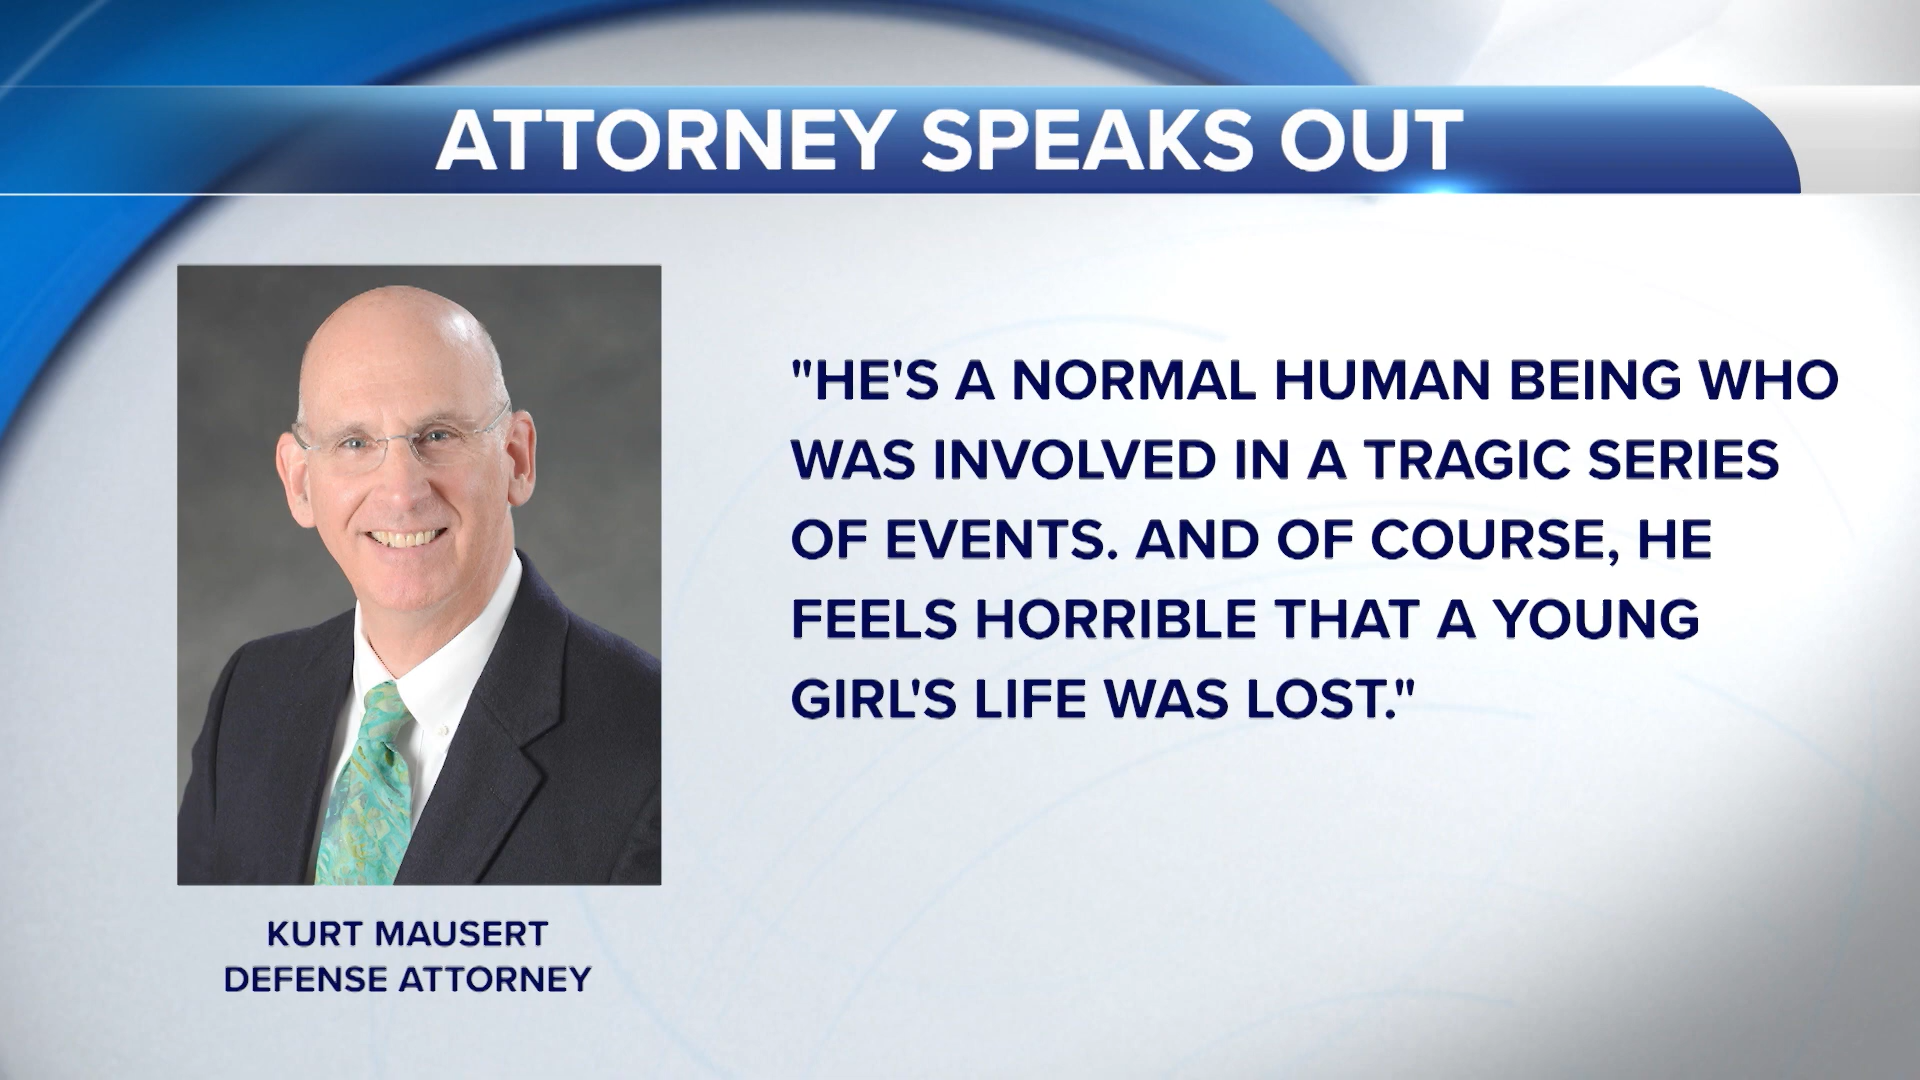 ATTORNEY SPEAKS OUT
"HE'S A NORMAL HUMAN BEING WHO
WAS INVOLVED IN A TRAGIC SERIES
OF EVENTS. AND OF COURSE, HE
FEELS HORRIBLE THAT A YOUNG
GIRL'S LIFE WAS LOST."
KURT MAUSERT
DEFENSE ATTORNEY